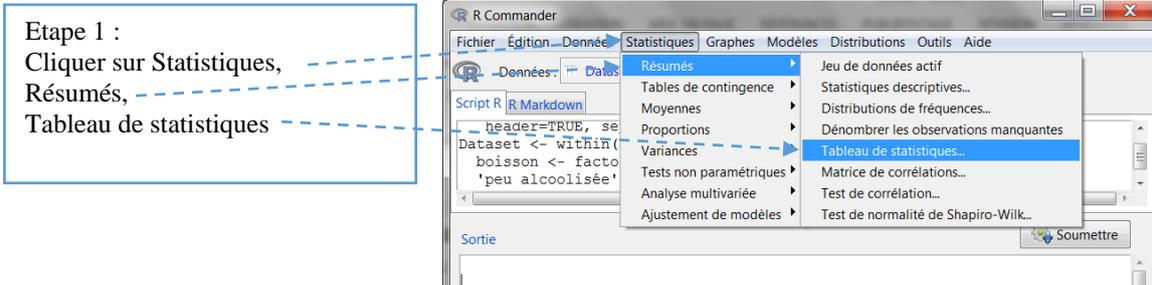 Etape 1 :
Cliquer sur Statistiques,
Résumés,
Tableau de statistiques
R Commander
Fichier Édition Donnée Statistiques Graphes Modèles Distributions Outils Aide
Données : Datas
Résumés
Tables de contingence
Moyennes
Proportions
Variances
Tests non paramétriques
Analyse multivariée
Ajustement de modèles
Jeu de données actif
Statistiques descriptives...
Distributions de fréquences...
Dénombrer les observations manquantes
Tableau de statistiques...
Matrice de corrélations...
Test de corrélation...
Test de normalité de Shapiro-Wilk...
Script R R Markdown
header=TRUE, se
Dataset <- within(
boisson <- facto
'peu alcoolisée'
Sortie
Soumettre